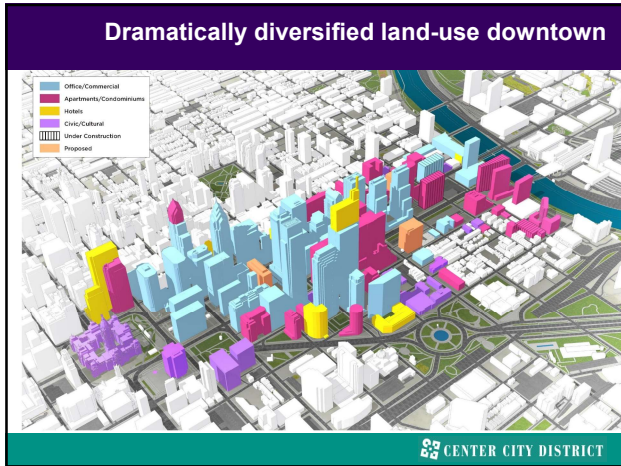 Dramatically diversified land-use downtown
Office/Commercial
Apartments/Condominiums
Hotels
Civic/Cultural
Under Construction
Proposed
CENTER CITY DISTRICT